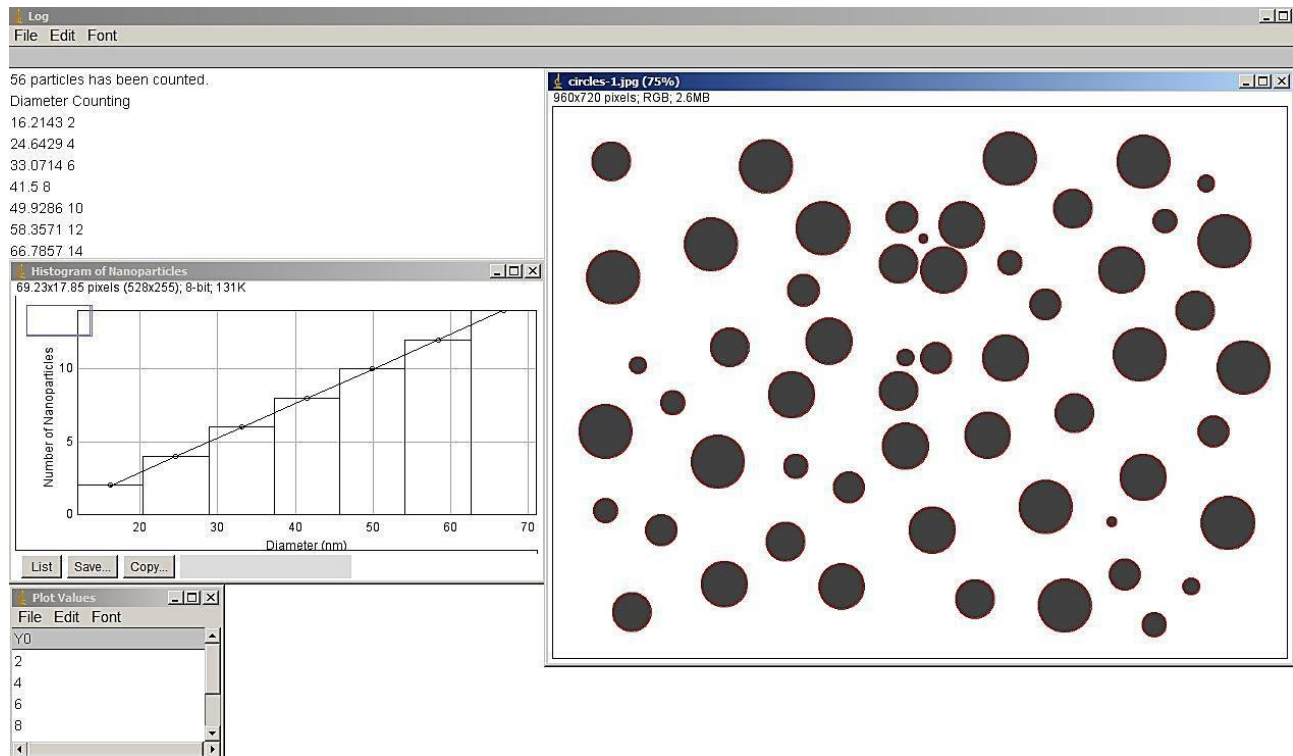 Log
File Edit Font
56 particles has been counted.
Diameter Counting
16.2143 2
24.6429 4
33.0714 6
41.5 8
49.9286 10
58.3571 12
66.7857 14
Histogram of Nanoparticles
69.23x17.85 pixels (528x255); 8-bit; 131K
Number of Nanoparticles
10
5
0
20 30 40 50 60 70
Diameter (nm)
List Save... Copy...
Plot Values
File Edit Font
Y0
2
4
6
8
circles-1.jpg (75%)
960x720 pixels; RGB; 2.6MB